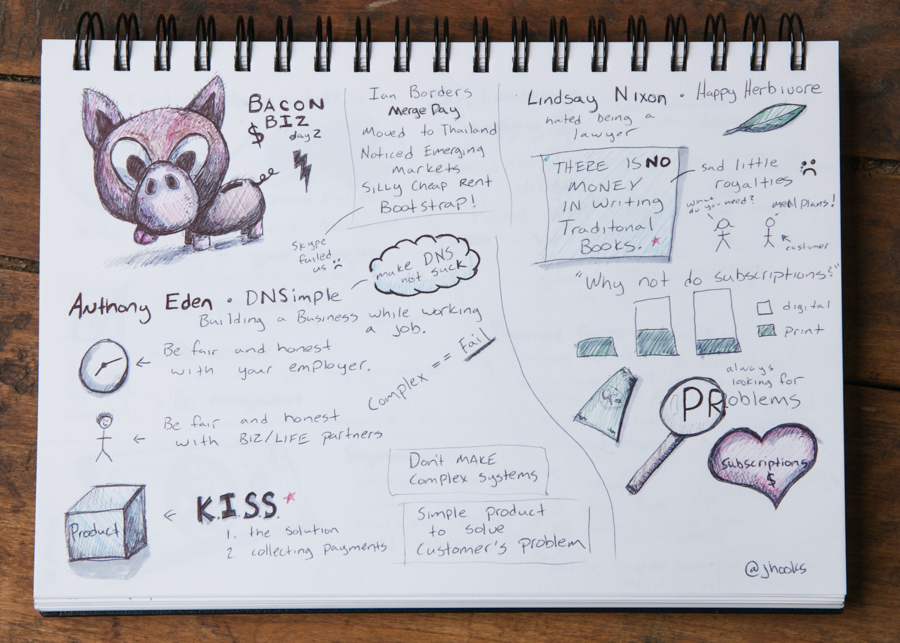 BACON
$ BIZ
day 2
Ian Borders
Merge Day
Moved to Thailand
Noticed Emerging
markets
Silly Cheap Rent
Bootstrap!
Skype
failed
us
Lindsay Nixon • Happy Herbivore
hated being a
lawyer
THERE IS NO
MONEY
IN Writing
Traditonal
Books.
sad little
royalties
what
do you need?
meal plans!
customer
"Why not do subscriptions?"
digital
print
always
looking for
PRoblems
subscriptions
$
make DNS
not suck
Anthony Eden • DNSimple
Building a Business while working
a job.
Be fair and honest
with your employer.
Complex == Fail
Be fair and honest
with Biz/LIFE partners
Product
K.I.S.S.
1. the solution
2. collecting payments
Don't MAKE
Complex systems
Simple product
to solve
Customer's problem
@jhooks